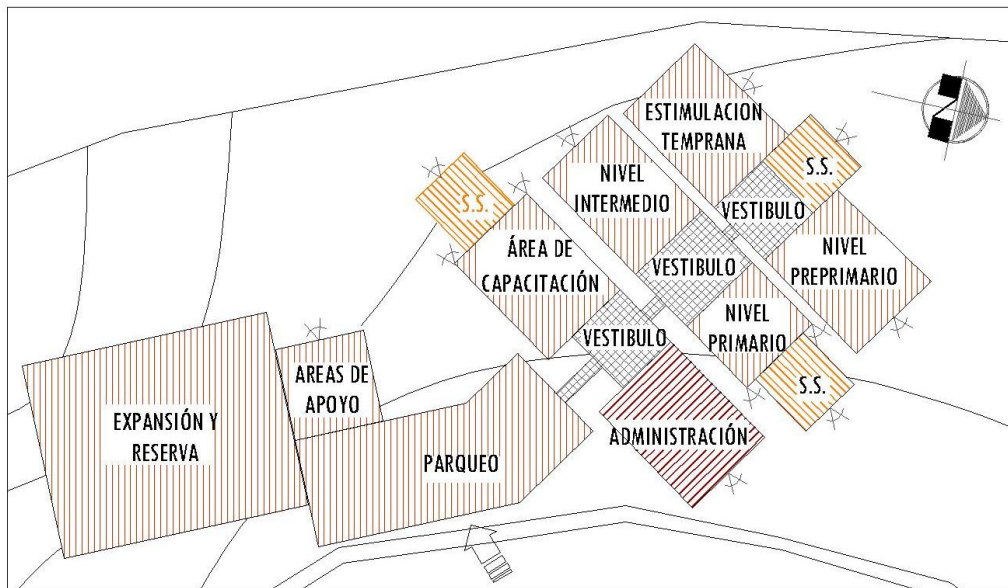 ESTIMULACION
TEMPRANA
S.S.
NIVEL
INTERMEDIO
S.S.
VESTIBULO
ÁREA DE
CAPACITACIÓN
VESTIBULO
NIVEL
PREPRIMARIO
NIVEL
PRIMARIO
VESTIBULO
S.S.
AREAS DE
APOYO
EXPANSIÓN Y
RESERVA
ADMINISTRACIÓN
PARQUEO